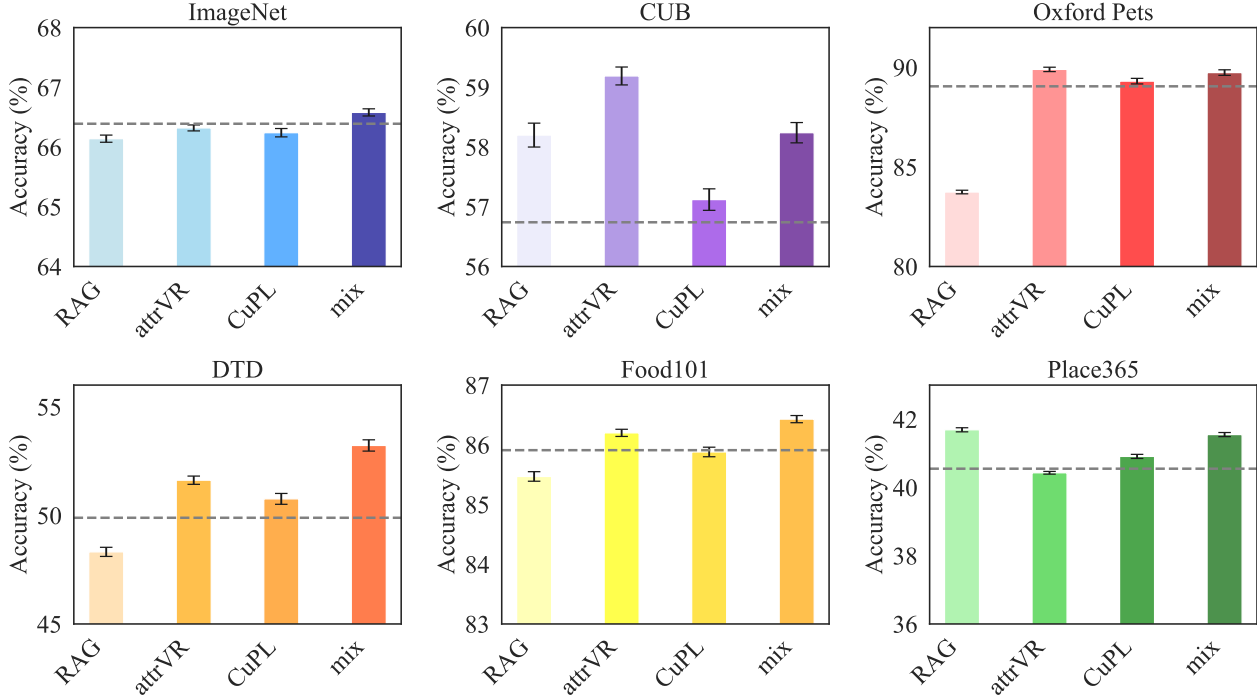 ImageNet
Accuracy (%)
68
67
66
65
64
RAG
attrVR
CuPL
mix
CUB
Accuracy (%)
60
59
58
57
56
RAG
attrVR
CuPL
mix
Oxford Pets
Accuracy (%)
90
85
80
RAG
attrVR
CuPL
mix
DTD
Accuracy (%)
55
50
45
RAG
attrVR
CuPL
mix
Food101
Accuracy (%)
87
86
85
84
83
RAG
attrVR
CuPL
mix
Place365
Accuracy (%)
42
40
38
36
RAG
attrVR
CuPL
mix